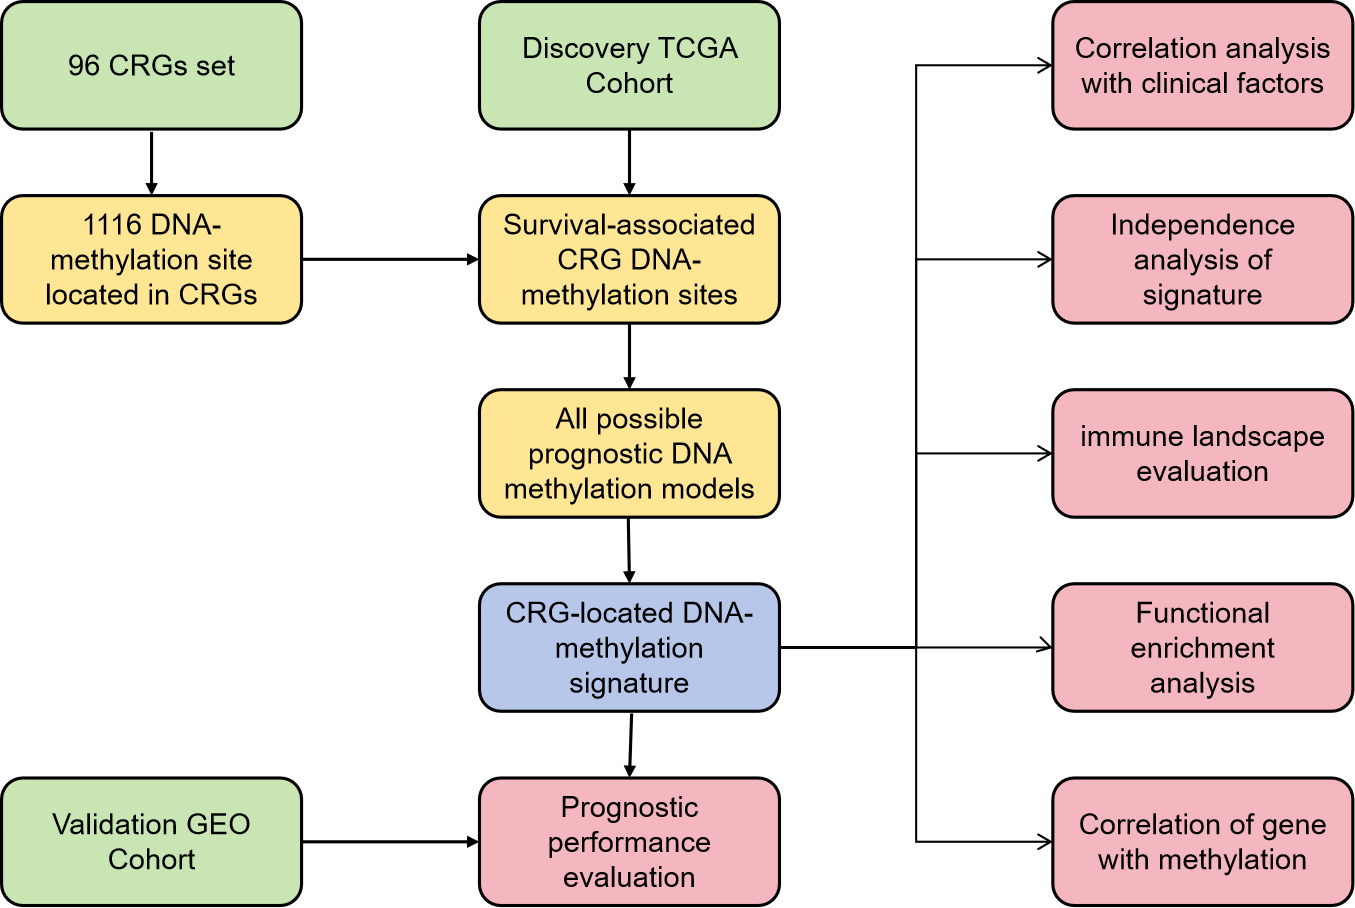 96 CRGs set
Discovery TCGA
Cohort
Correlation analysis
with clinical factors
1116 DNA-
methylation site
located in CRGs
Survival-associated
CRG DNA-
methylation sites
Independence
analysis of
signature
All possible
prognostic DNA
methylation models
immune landscape
evaluation
CRG-located DNA-
methylation
signature
Functional
enrichment
analysis
Validation GEO
Cohort
Prognostic
performance
evaluation
Correlation of gene
with methylation